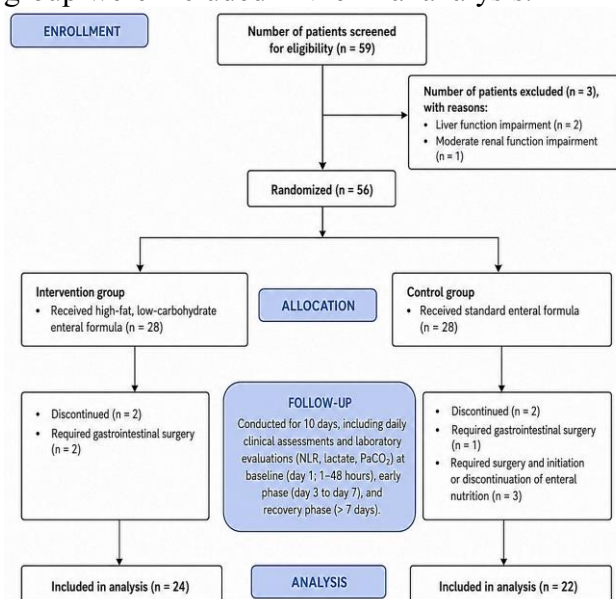 group were included in the final analysis.
ENROLLMENT
Number of patients screened
for eligibility (n = 59)
Number of patients excluded (n = 3),
with reasons:
• Liver function impairment (n = 2)
• Moderate renal function impairment
(n = 1)
Randomized (n = 56)
Intervention group
• Received high-fat, low-carbohydrate
enteral formula (n = 28)
ALLOCATION
Control group
• Received standard enteral formula
(n = 28)
• Discontinued (n = 2)
• Required gastrointestinal surgery
(n = 2)
FOLLOW-UP
Conducted for 10 days, including daily
clinical assessments and laboratory
evaluations (NLR, lactate, PaCO₂) at
baseline (day 1; 1–48 hours), early
phase (day 3 to day 7), and
recovery phase (> 7 days).
• Discontinued (n = 2)
• Required gastrointestinal surgery
(n = 1)
• Required surgery and initiation
or discontinuation of enteral
nutrition (n = 3)
Included in analysis (n = 24)
ANALYSIS
Included in analysis (n = 22)